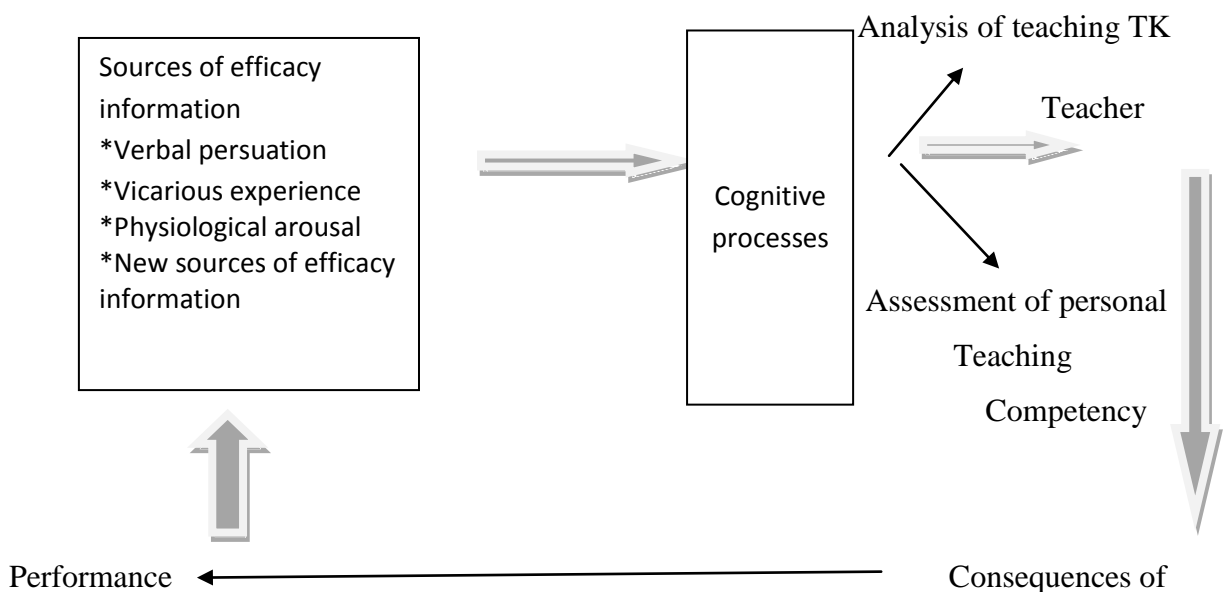 Sources of efficacy
information
*Verbal persuation
*Vicarious experience
*Physiological arousal
*New sources of efficacy
information
Cognitive
processes
Analysis of teaching TK
Teacher
Assessment of personal
Teaching
Competency
Performance
Consequences of